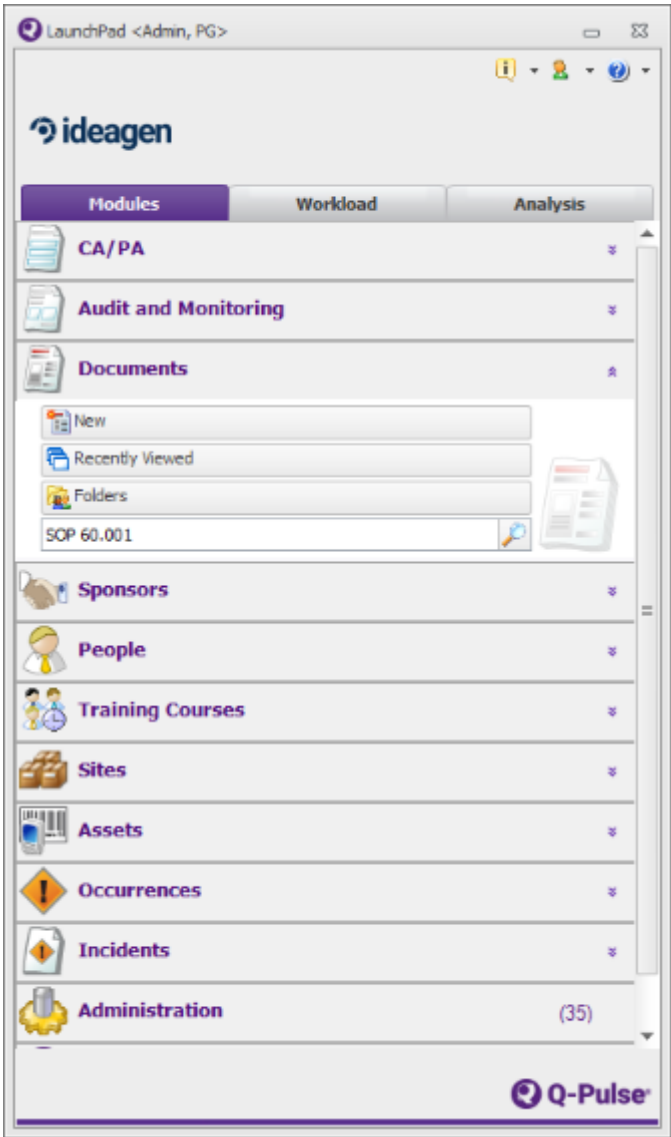 LaunchPad <Admin, PG>
ideagen
Modules Workload Analysis
CA/PA
Audit and Monitoring
Documents
New
Recently Viewed
Folders
SOP 60.001
Sponsors
People
Training Courses
Sites
Assets
Occurrences
Incidents
Administration (35)
Q-Pulse